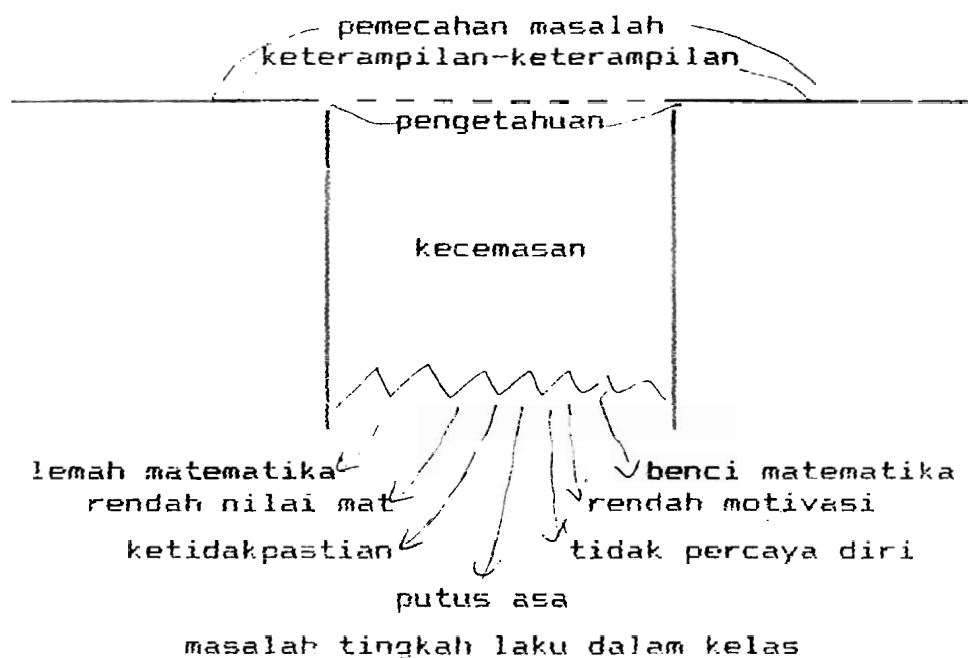 pemecahan masalah
keterampilan-keterampilan
pengetahuan
kecemasan
lemah matematika
benci matematika
rendah nilai mat
rendah motivasi
ketidakpastian
tidak percaya diri
putus asa
masalah tingkah laku dalam kelas